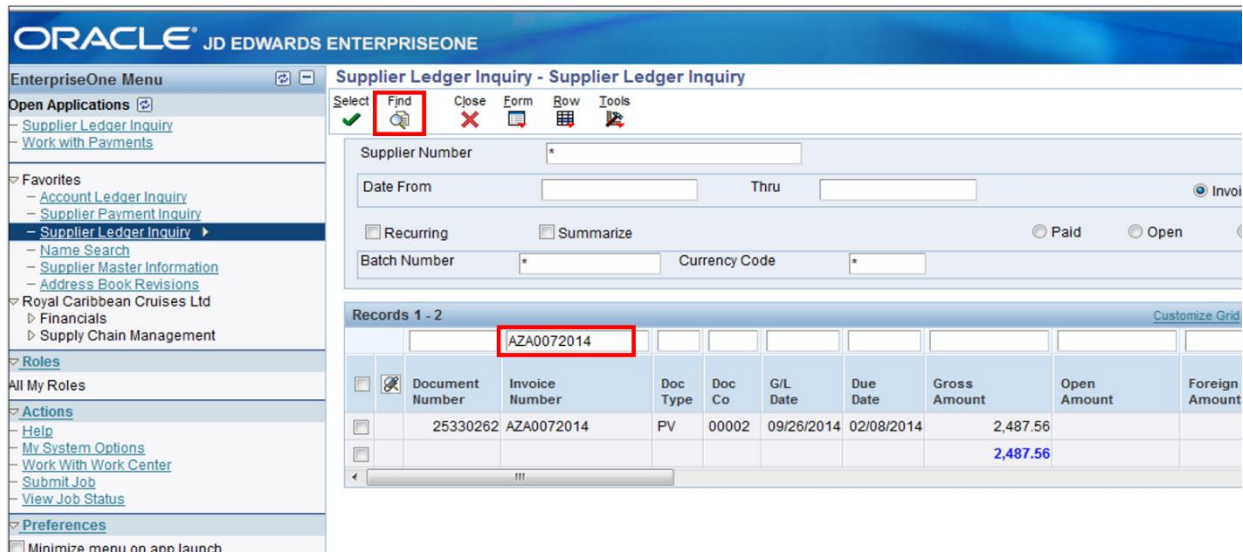 ORACLE® JD EDWARDS ENTERPRISEONE
EnterpriseOne Menu
Open Applications
Supplier Ledger Inquiry
Work with Payments
Favorites
Account Ledger Inquiry
Supplier Payment Inquiry
Supplier Ledger Inquiry
Name Search
Supplier Master Information
Address Book Revisions
Royal Caribbean Cruises Ltd
Financials
Supply Chain Management
Roles
All My Roles
Actions
Help
My System Options
Work With Work Center
Submit Job
View Job Status
Preferences
Minimize menu on app launch
Supplier Ledger Inquiry - Supplier Ledger Inquiry
Select Find Close Form Row Tools
Supplier Number *
Date From Thru Invoi
Recurring Summarize Paid Open
Batch Number * Currency Code *
Records 1 - 2 Customize Grid
AZA0072014
Document Number Invoice Number Doc Type Doc Co G/L Date Due Date Gross Amount Open Amount Foreign Amount
25330262 AZA0072014 PV 00002 09/26/2014 02/08/2014 2,487.56
2,487.56